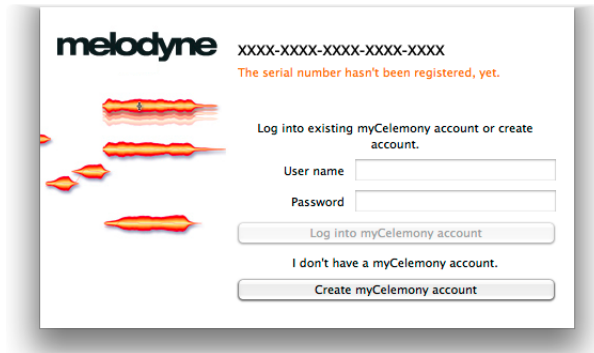 melodyne
XXXX-XXXX-XXXX-XXXX-XXXX
The serial number hasn't been registered, yet.
Log into existing myCelemony account or create
account.
User name
Password
Log into myCelemony account
I don't have a myCelemony account.
Create myCelemony account